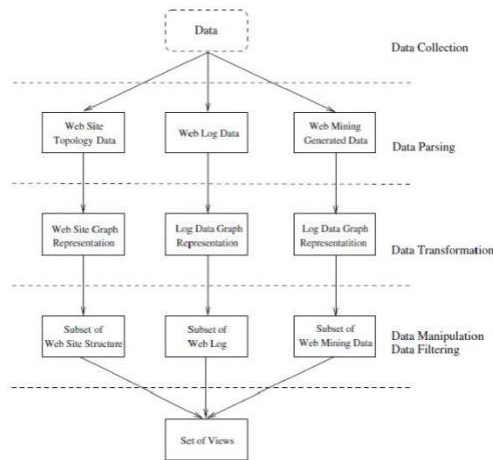 Data
Data Collection
Web Site
Topology Data
Web Log Data
Web Mining
Generated Data
Data Parsing
Web Site Graph
Representation
Log Data Graph
Representation
Log Data Graph
Representatition
Data Transformation
Subset of
Web Site Structure
Subset of
Web Log
Subset of
Web Mining Data
Data Manipulation
Data Filtering
Set of Views